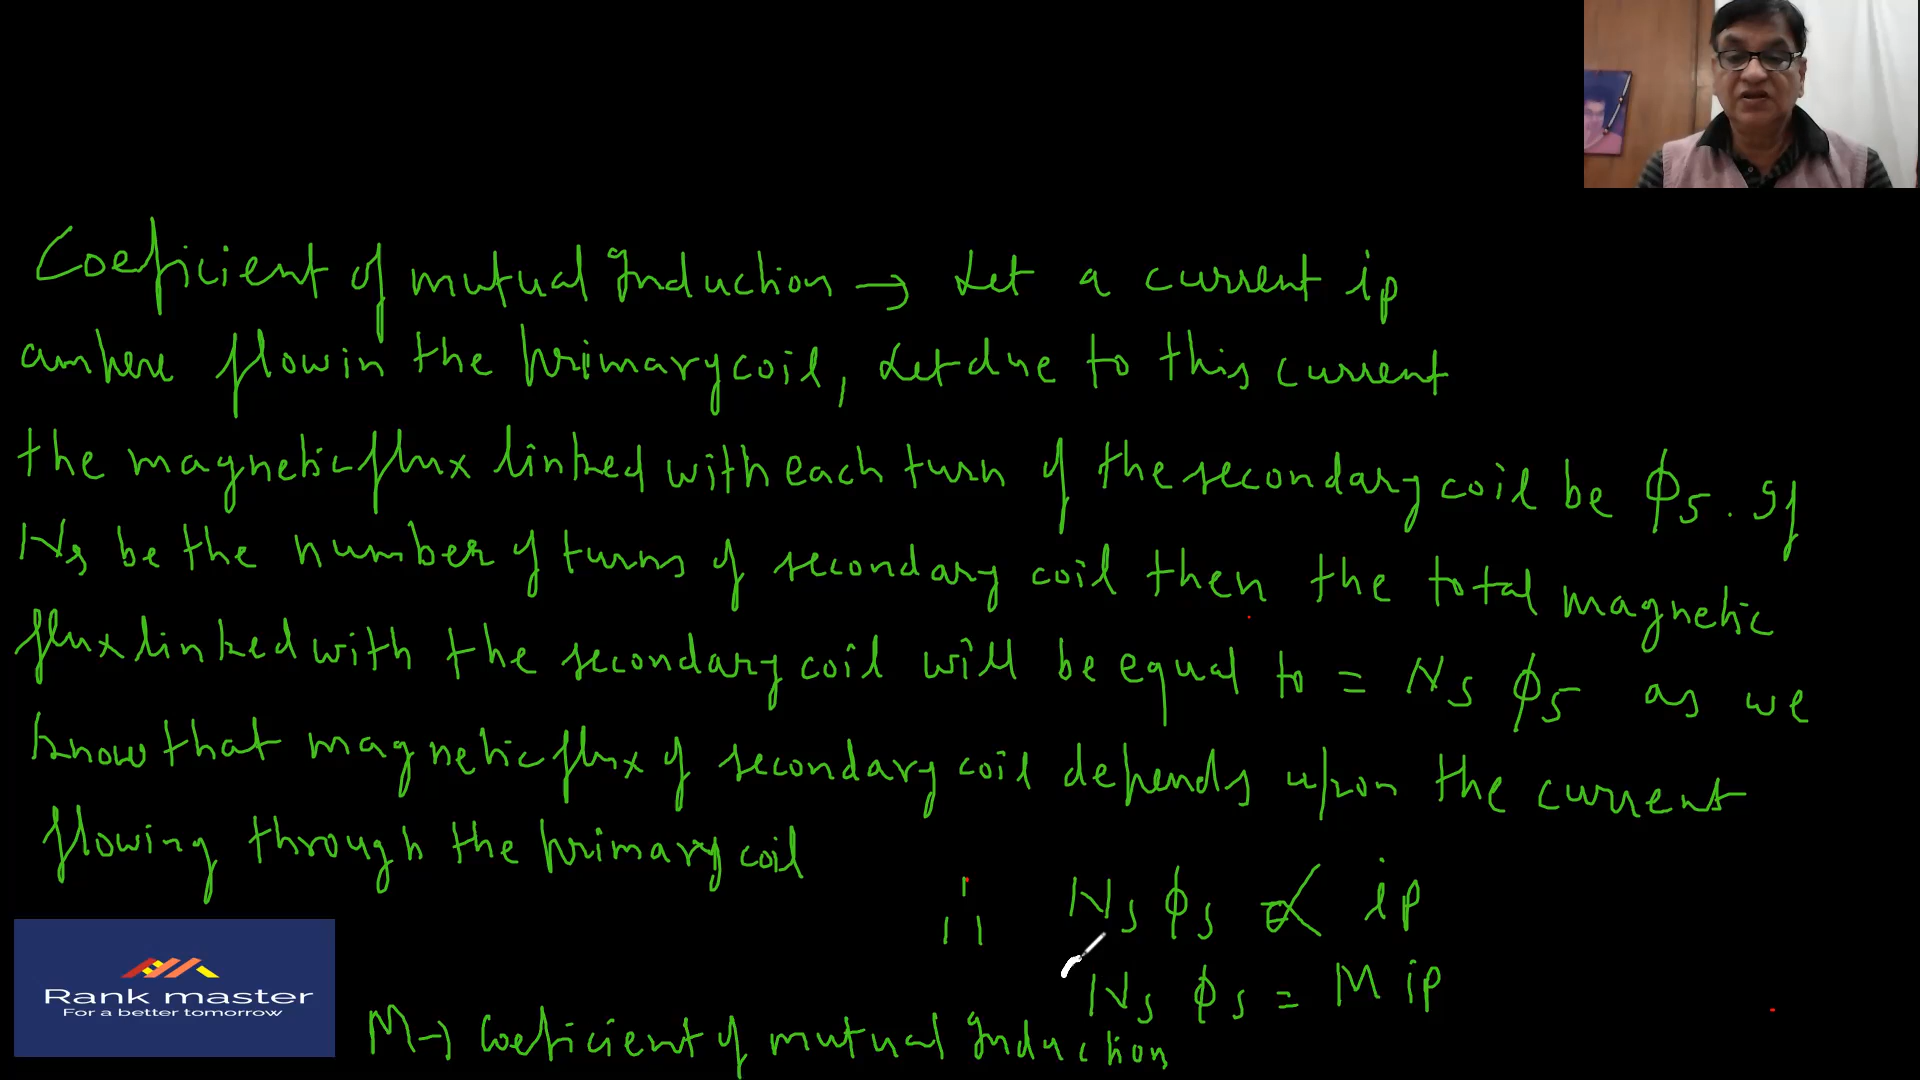 Coeficient of mutual Induction → Let a current ip
ampere flow in the primary coil, Let due to this current
the magnetic flux linked with each turn of the secondary coil be ϕs. If
Ns be the number of turns of secondary coil then the total magnetic
flux linked with the secondary coil will be equal to = Ns ϕs as we
know that magnetic flux of secondary coil depends upon the current
flowing through the primary coil
∴ Ns ϕs ∝ ip
Ns ϕs = M ip
M → Coeficient of mutual Induction
Rank master
For a better tomorrow